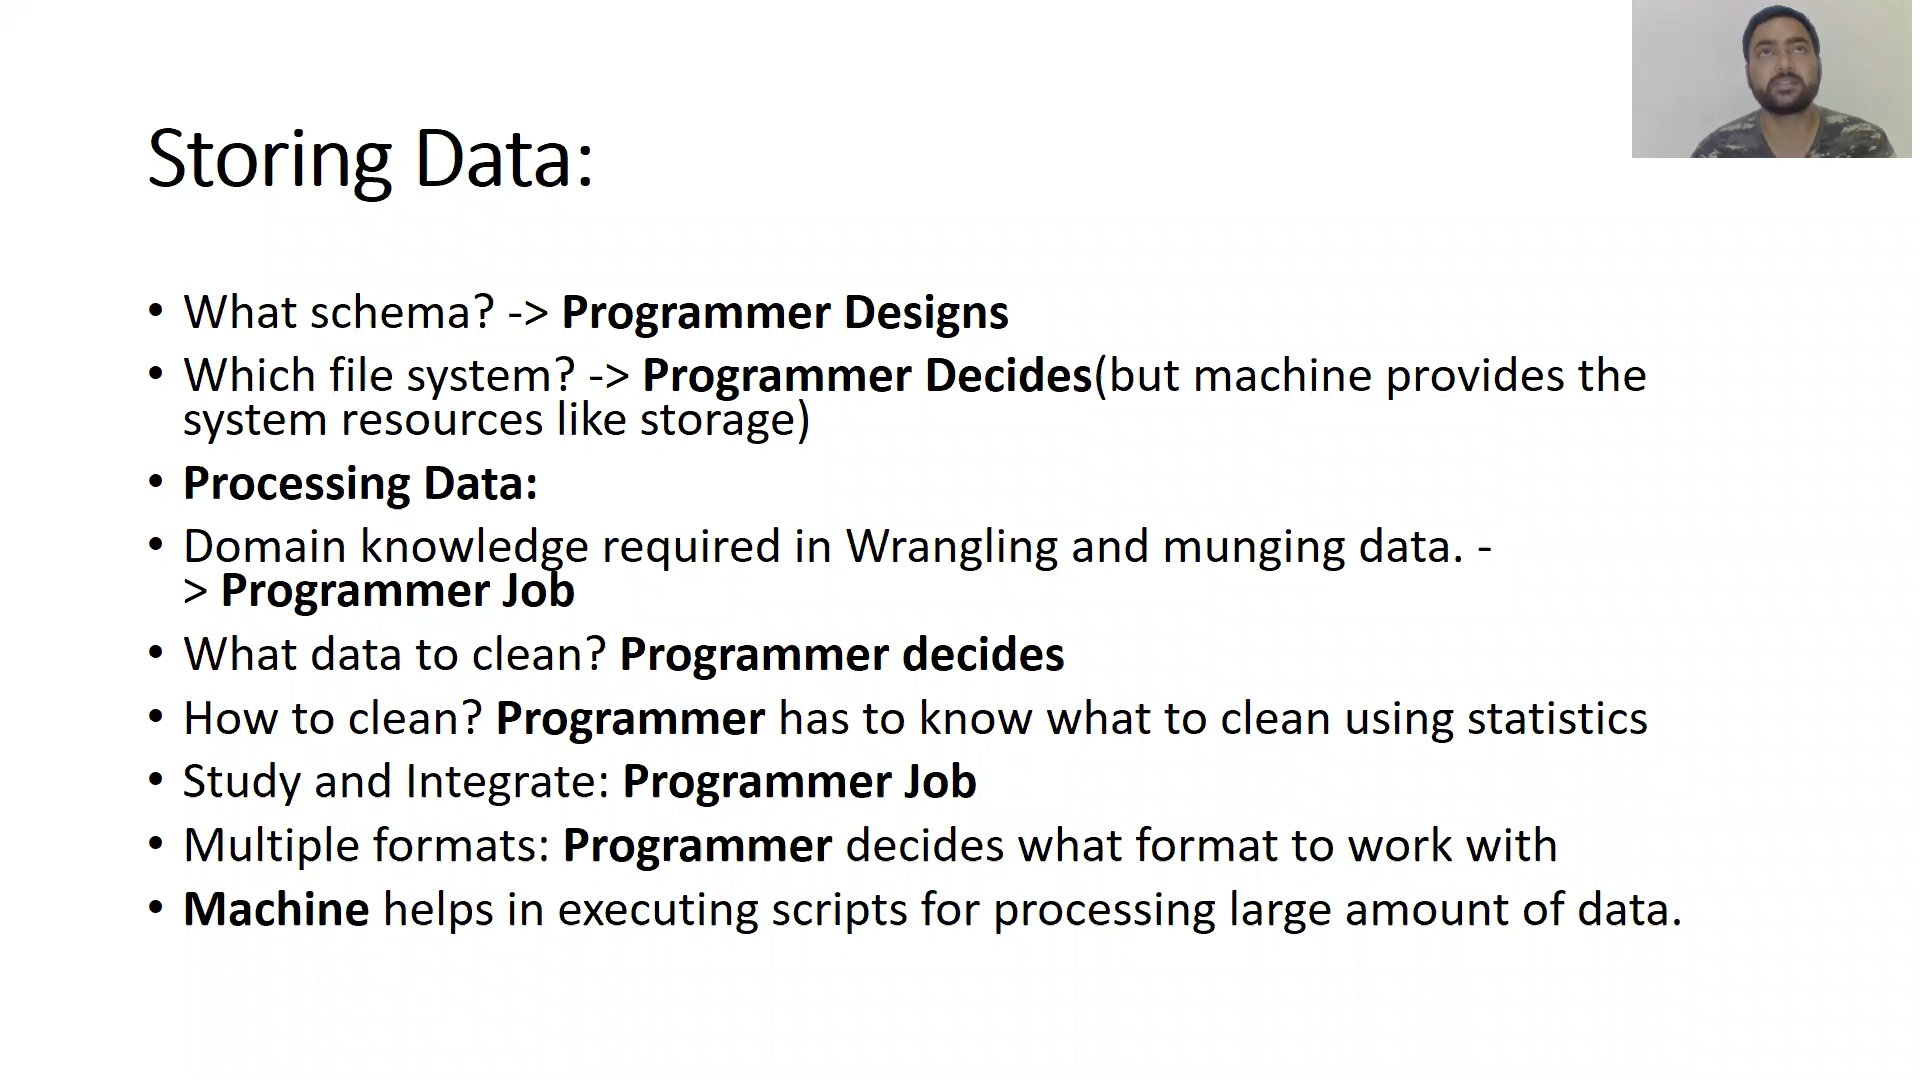 Storing Data:
• What schema? -> Programmer Designs
• Which file system? -> Programmer Decides(but machine provides the
system resources like storage)
• Processing Data:
• Domain knowledge required in Wrangling and munging data. -
> Programmer Job
• What data to clean? Programmer decides
• How to clean? Programmer has to know what to clean using statistics
• Study and Integrate: Programmer Job
• Multiple formats: Programmer decides what format to work with
• Machine helps in executing scripts for processing large amount of data.